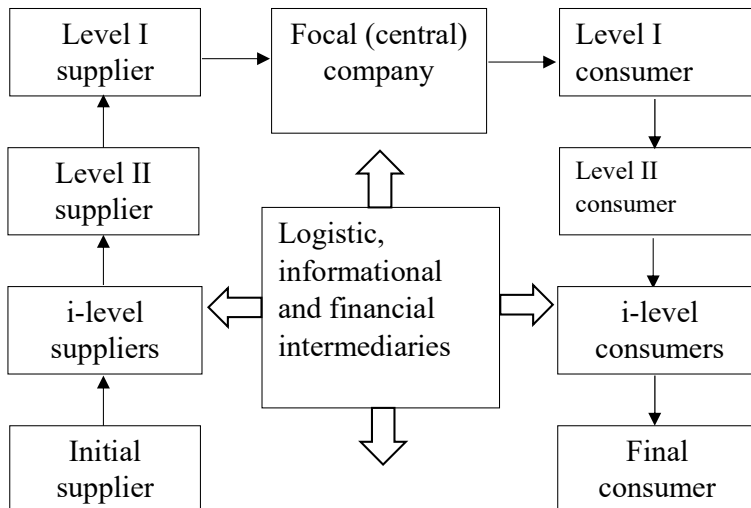 Level I
supplier
Focal (central)
company
Level I
consumer
Level II
supplier
Level II
consumer
Logistic,
informational
and financial
intermediaries
i-level
suppliers
i-level
consumers
Initial
supplier
Final
consumer